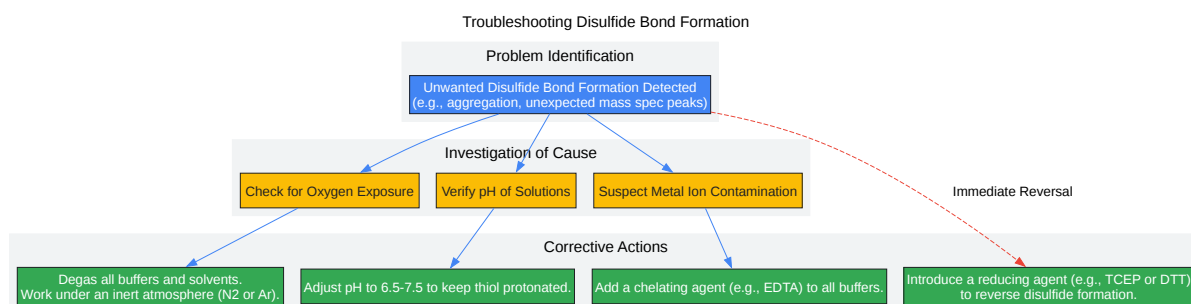 Troubleshooting Disulfide Bond Formation
Problem Identification
Unwanted Disulfide Bond Formation Detected
(e.g., aggregation, unexpected mass spec peaks)
Investigation of Cause
Check for Oxygen Exposure
Verify pH of Solutions
Suspect Metal Ion Contamination
Immediate Reversal
Corrective Actions
Degas all buffers and solvents.
Work under an inert atmosphere (N2 or Ar).
Adjust pH to 6.5-7.5 to keep thiol protonated.
Add a chelating agent (e.g., EDTA) to all buffers.
Introduce a reducing agent (e.g., TCEP or DTT)
to reverse disulfide formation.